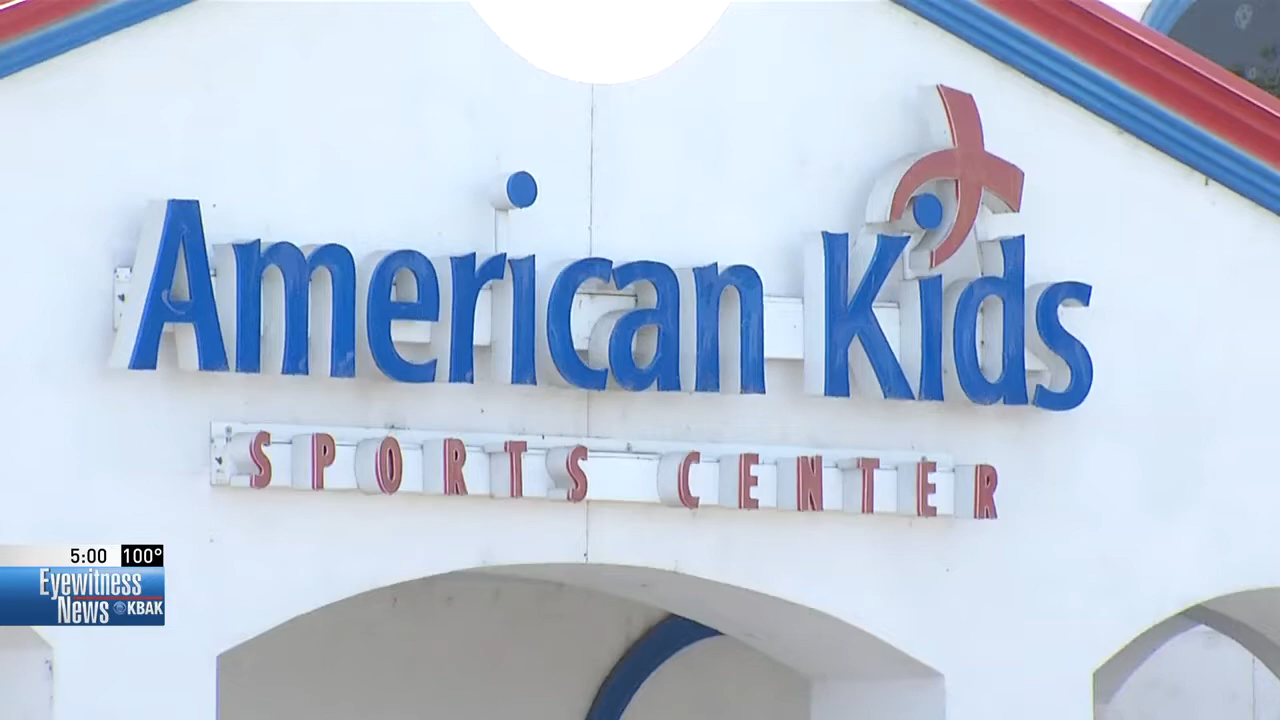 American Kids
SPORTS CENTER
5:00 100°
Eyewitness
News KBAK